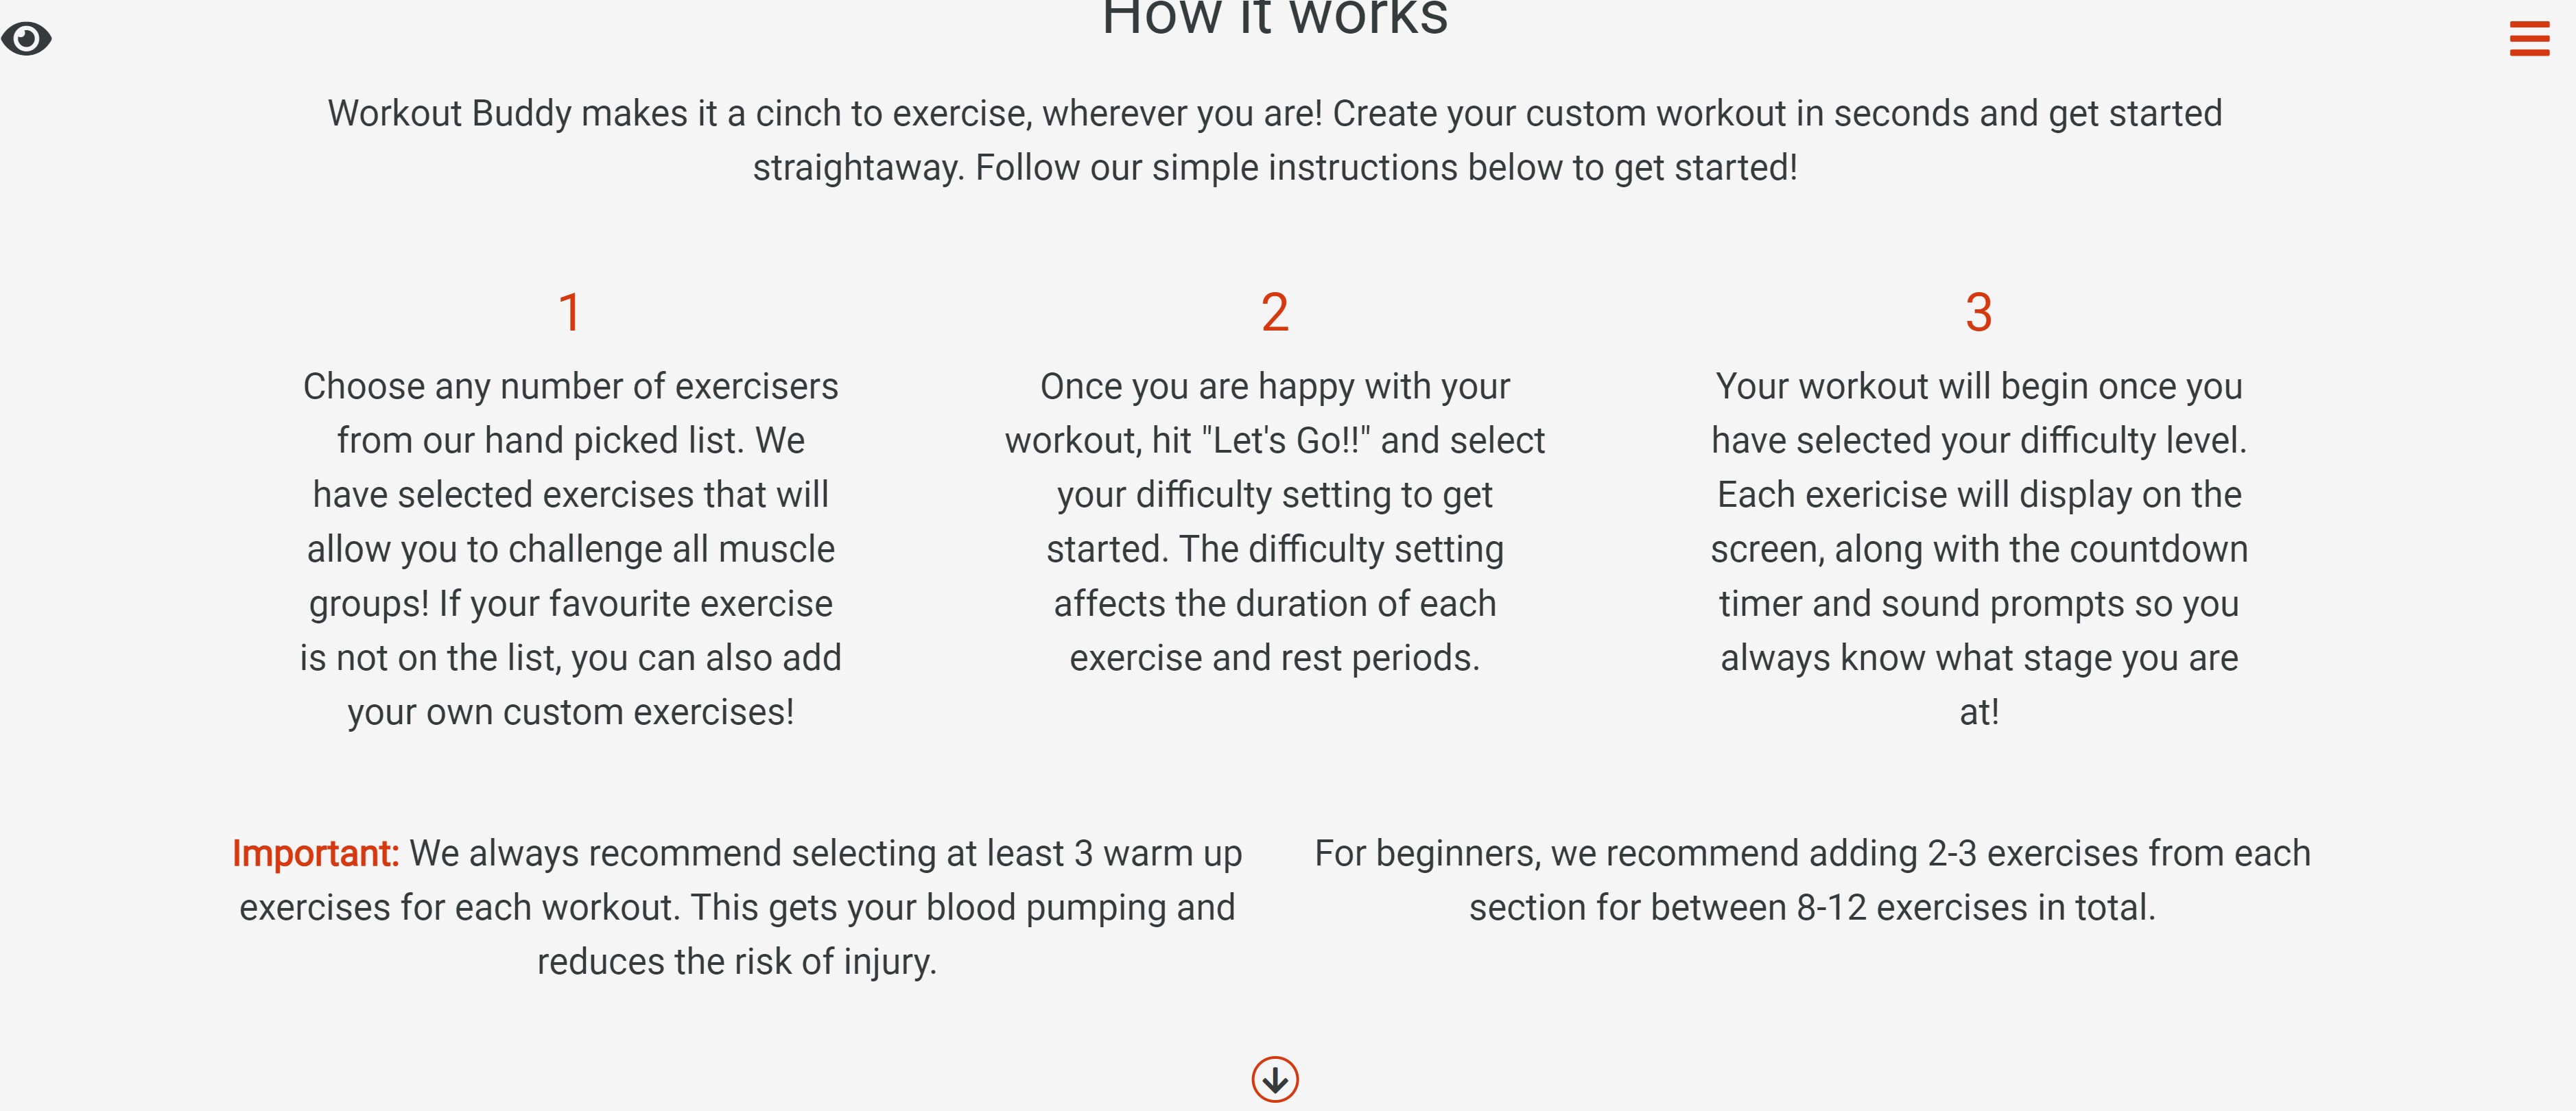 How it works
Workout Buddy makes it a cinch to exercise, wherever you are! Create your custom workout in seconds and get started
straightaway. Follow our simple instructions below to get started!
1
Choose any number of exercisers
from our hand picked list. We
have selected exercises that will
allow you to challenge all muscle
groups! If your favourite exercise
is not on the list, you can also add
your own custom exercises!
2
Once you are happy with your
workout, hit "Let's Go!!" and select
your difficulty setting to get
started. The difficulty setting
affects the duration of each
exercise and rest periods.
3
Your workout will begin once you
have selected your difficulty level.
Each exericise will display on the
screen, along with the countdown
timer and sound prompts so you
always know what stage you are
at!
Important: We always recommend selecting at least 3 warm up
exercises for each workout. This gets your blood pumping and
reduces the risk of injury.
For beginners, we recommend adding 2-3 exercises from each
section for between 8-12 exercises in total.